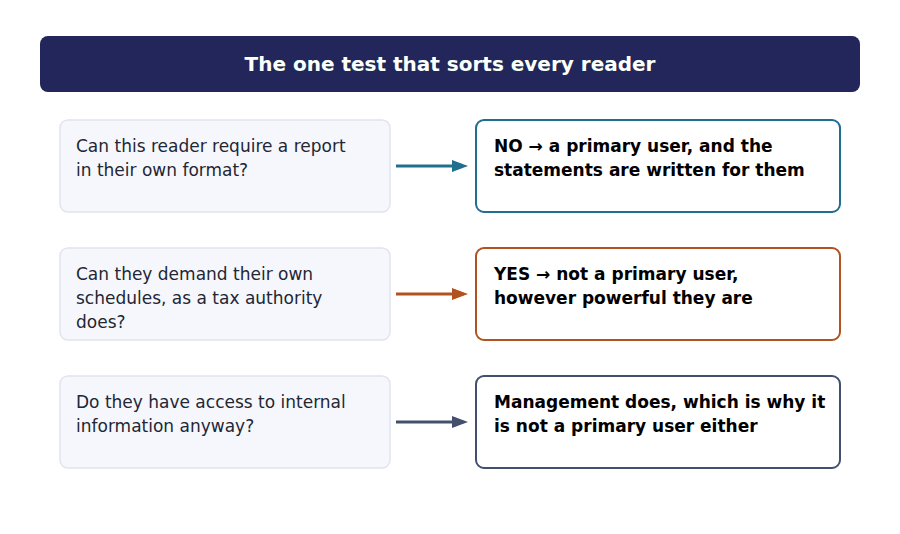 The one test that sorts every reader
Can this reader require a report
in their own format?
NO → a primary user, and the
statements are written for them
Can they demand their own
schedules, as a tax authority
does?
YES → not a primary user,
however powerful they are
Do they have access to internal
information anyway?
Management does, which is why it
is not a primary user either